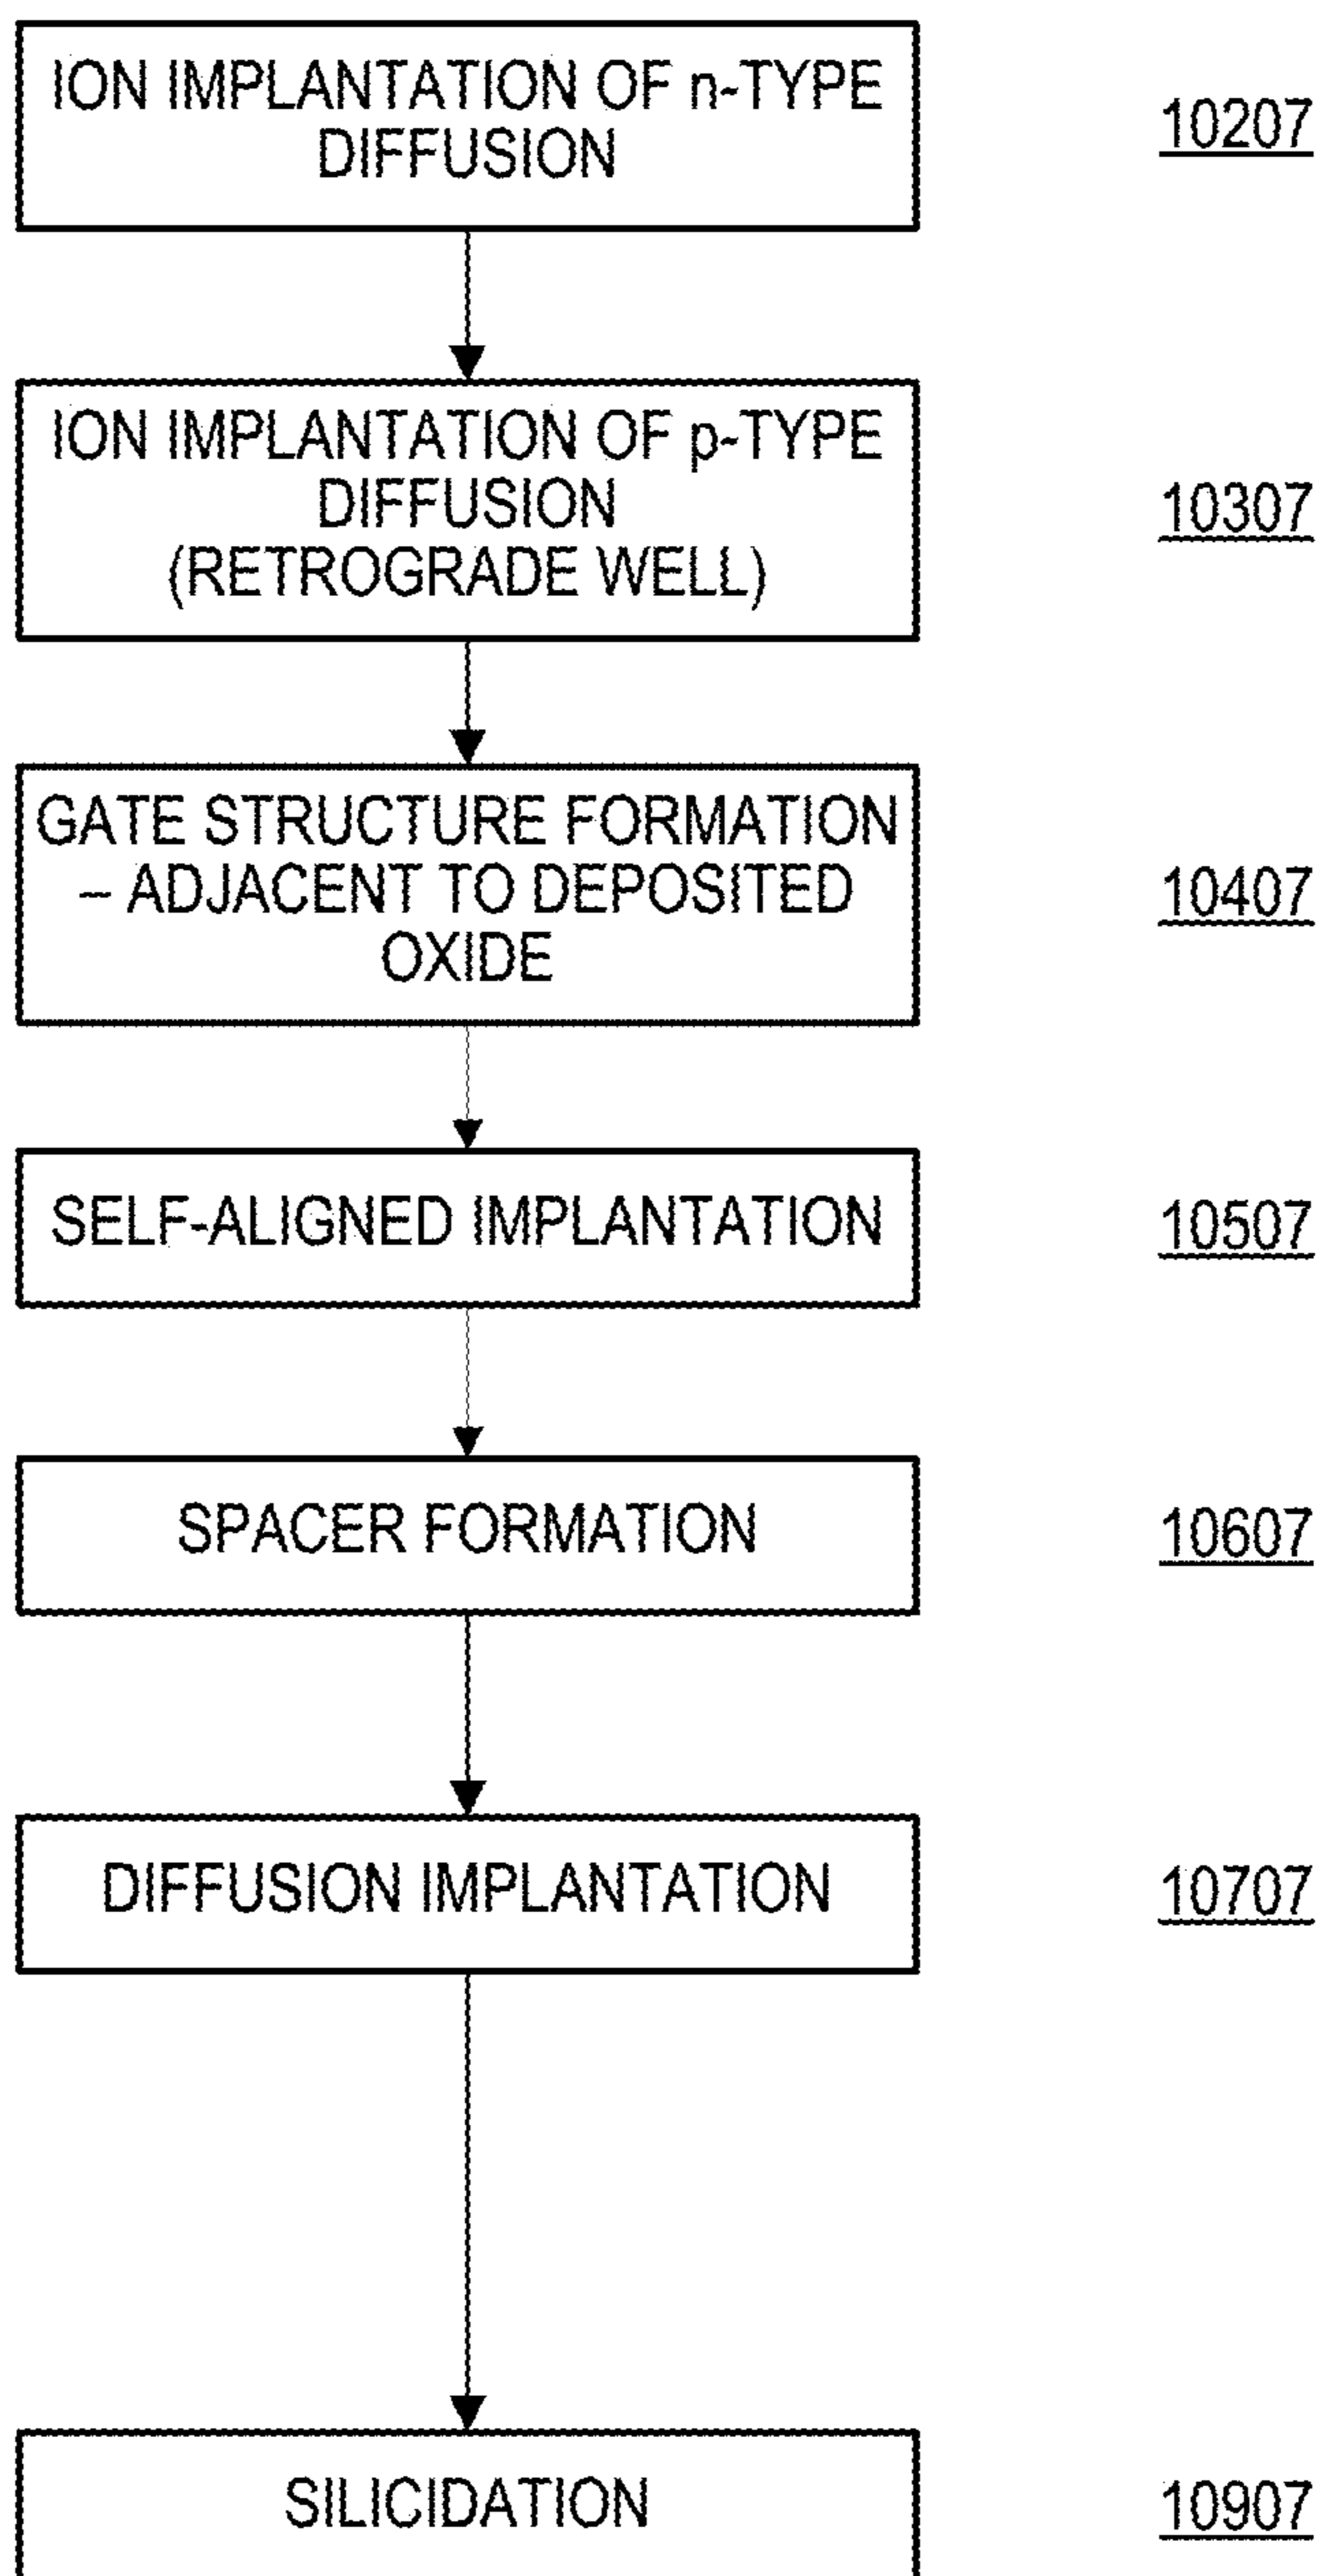 ION IMPLANTATION OF n-TYPE
DIFFUSION
10207
ION IMPLANTATION OF p-TYPE
DIFFUSION
(RETROGRADE WELL)
10307
GATE STRUCTURE FORMATION
– ADJACENT TO DEPOSITED
OXIDE
10407
SELF-ALIGNED IMPLANTATION
10507
SPACER FORMATION
10607
DIFFUSION IMPLANTATION
10707
SILICIDATION
10907